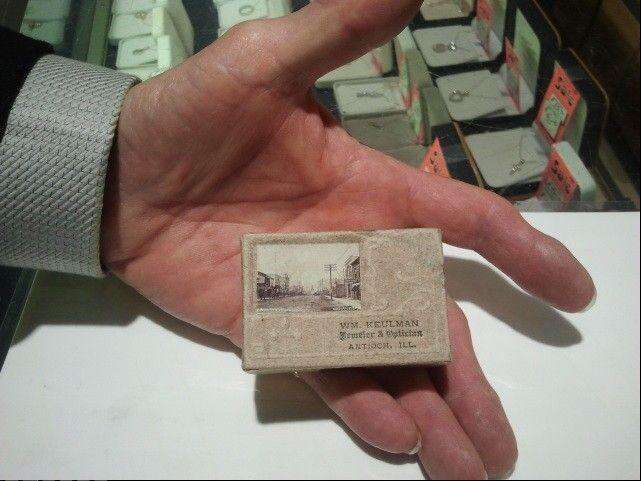 WM. KEULMAN
Jeweler & Optician
ANTIOCH, ILL.